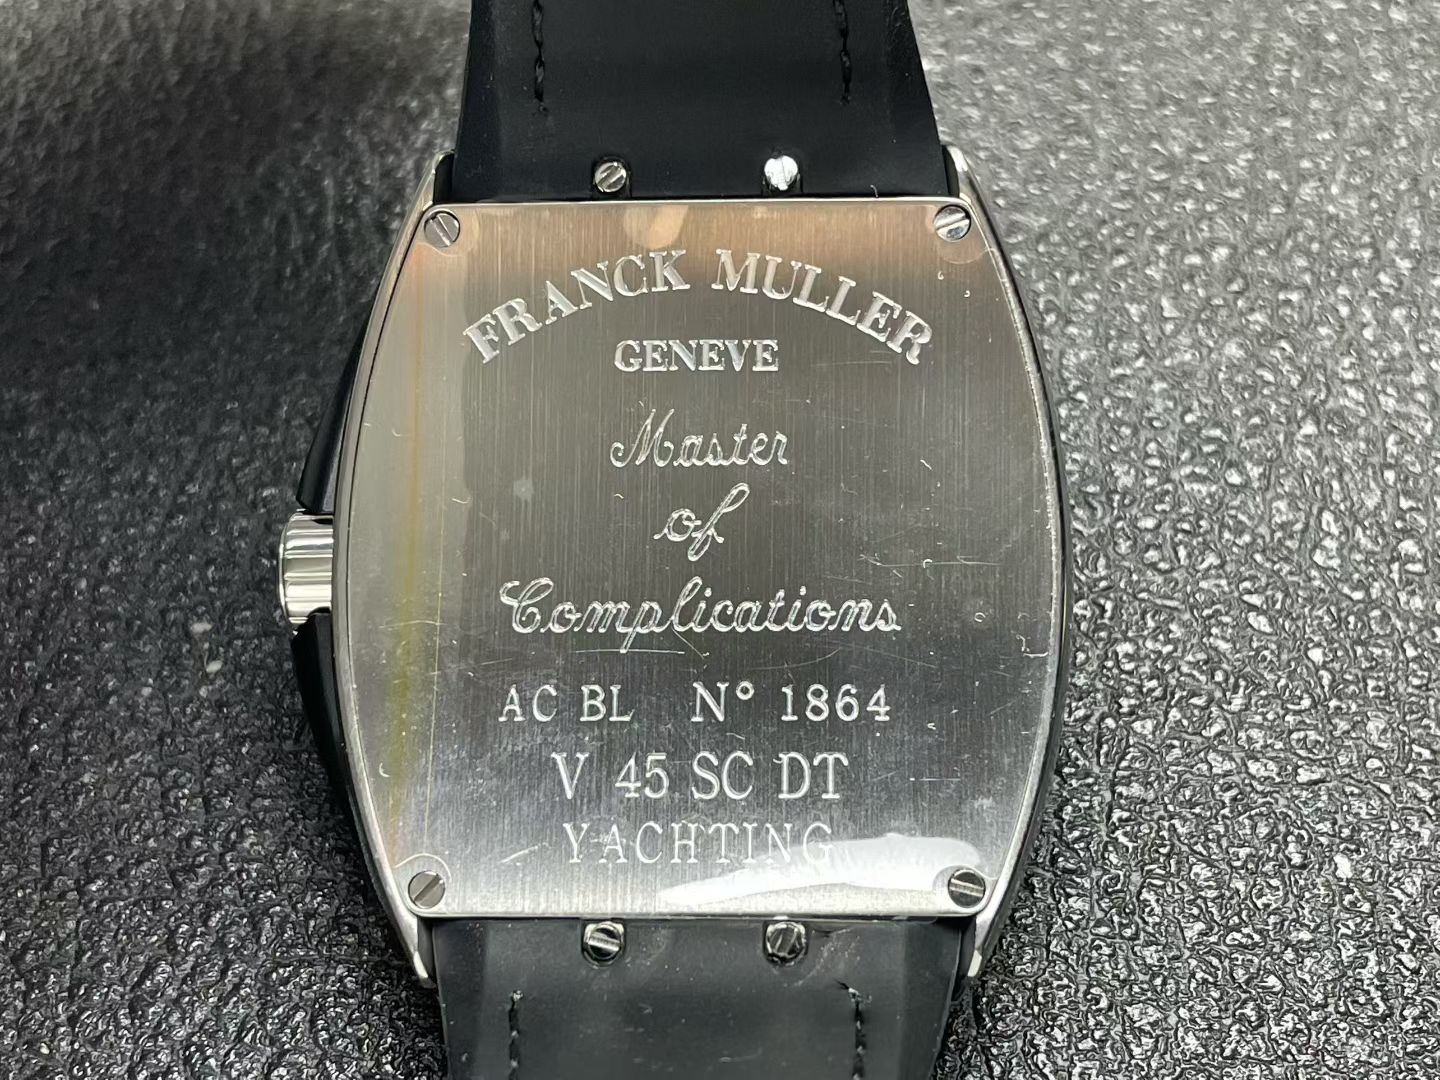 FRANCK MULLER
GENEVE
Master
of
Complications
AC BL N° 1864
V 45 SC DT
YACHTING